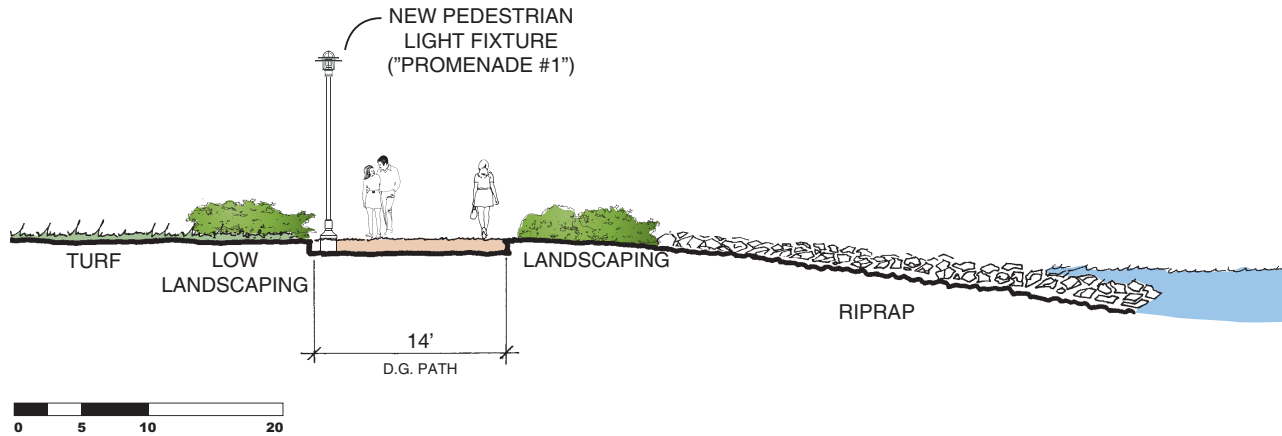 NEW PEDESTRIAN
LIGHT FIXTURE
("PROMENADE #1")
TURF
LOW
LANDSCAPING
LANDSCAPING
RIPRAP
14'
D.G. PATH
0 5 10 20